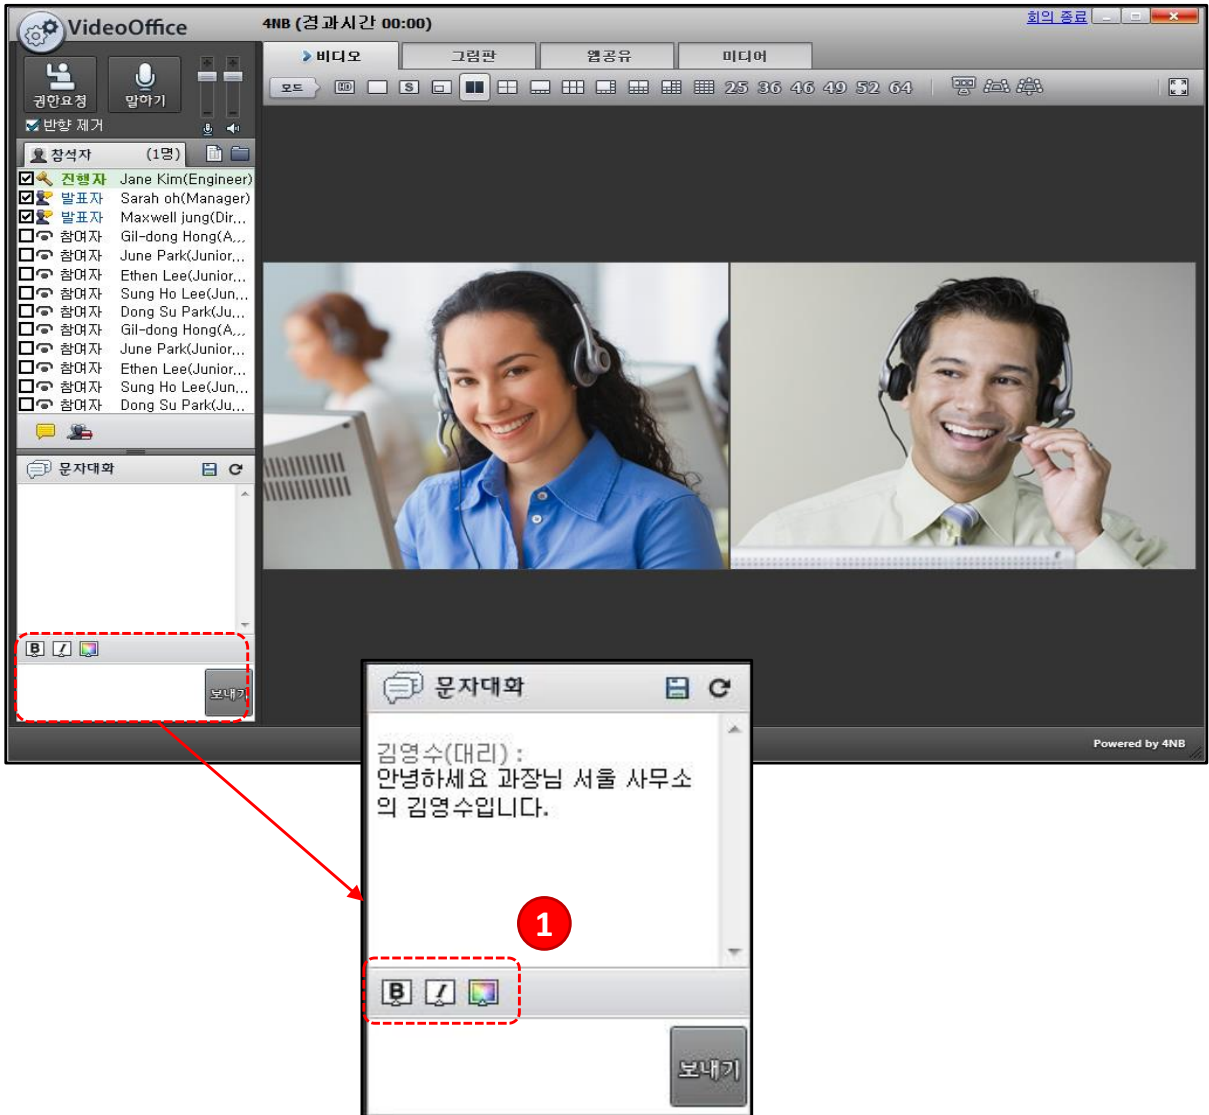 VideoOffice
4NB (경과시간 00:00)
회의 종료
권한요청
말하기
반향 제거
비디오
그림판
웹공유
미디어
모드
HD
S
25 36 46 49 52 64
참석자 (1명)
진행자 Jane Kim(Engineer)
발표자 Sarah oh(Manager)
발표자 Maxwell jung(Dir,,,
참여자 Gil-dong Hong(A,,,
참여자 June Park(Junior,,,
참여자 Ethen Lee(Junior,,,
참여자 Sung Ho Lee(Jun,,,
참여자 Dong Su Park(Ju,,,
참여자 Gil-dong Hong(A,,,
참여자 June Park(Junior,,,
참여자 Ethen Lee(Junior,,,
참여자 Sung Ho Lee(Jun,,,
참여자 Dong Su Park(Ju,,,
문자대화
B I
보내기
Powered by 4NB
문자대화
김영수(대리) :
안녕하세요 과장님 서울 사무소
의 김영수입니다.
1
B I
보내기